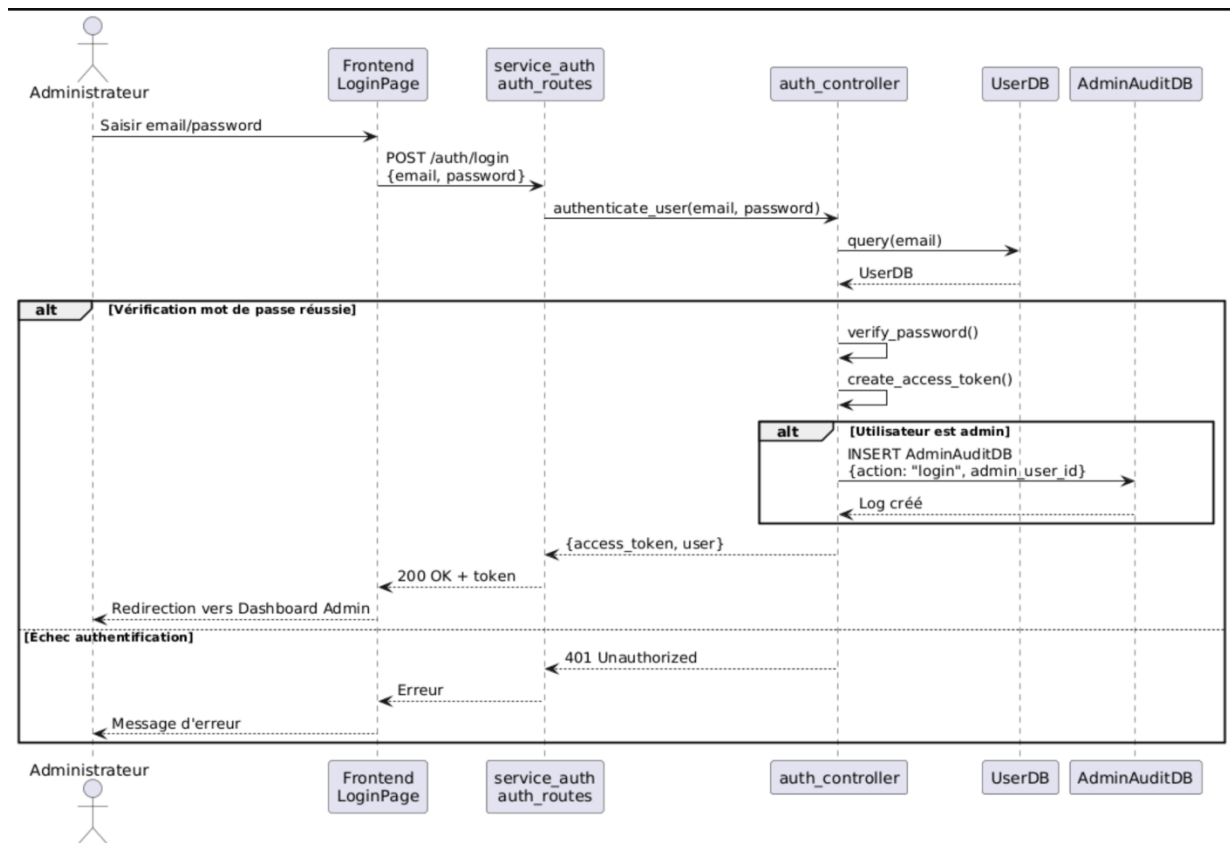 Administrateur
Frontend
LoginPage
service_auth
auth_routes
auth_controller
UserDB
AdminAuditDB
Saisir email/password
POST /auth/login
{email, password}
authenticate_user(email, password)
query(email)
UserDB
alt
[Vérification mot de passe réussie]
verify_password()
create_access_token()
alt
[Utilisateur est admin]
INSERT AdminAuditDB
{action: "login", admin_user_id}
Log créé
{access_token, user}
200 OK + token
Redirection vers Dashboard Admin
[Échec authentification]
401 Unauthorized
Erreur
Message d'erreur
Administrateur
Frontend
LoginPage
service_auth
auth_routes
auth_controller
UserDB
AdminAuditDB